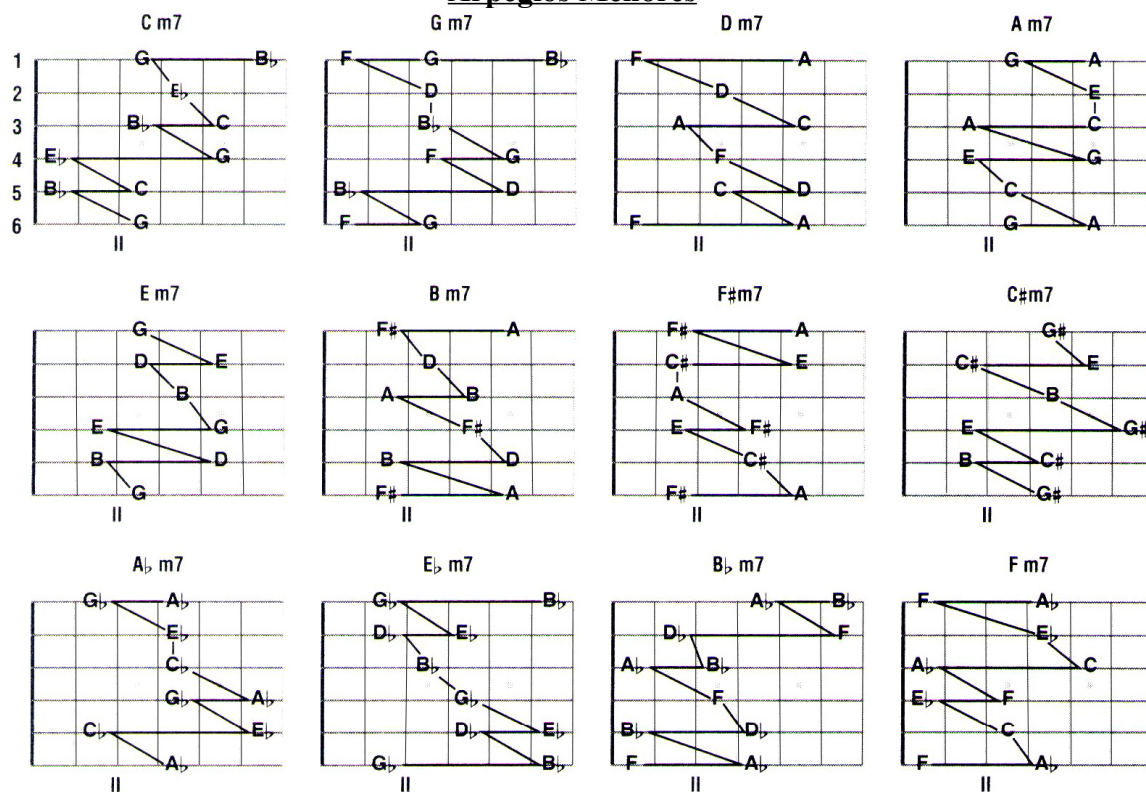 Arpegios Menores
C m7 G m7 D m7 A m7
1 G B♭ F G B♭ F A G A
2 E♭ D D E
3 B♭ C B♭ A C A C
4 E♭ G F G F E G
5 B♭ C B♭ D C D C
6 G F G F A G A
II II II II
E m7 B m7 F♯m7 C♯m7
G F♯ A F♯ A G♯
D E D C♯ E C♯ E
B A B A B
E G F♯ E F♯ E G♯
B D B D C♯ B C♯
G F♯ A F♯ A G♯
II II II II
A♭ m7 E♭ m7 B♭ m7 F m7
G♭ A♭ G♭ B♭ A♭ B♭ F A♭
E♭ D♭ E♭ D♭ F E♭
C♭ B♭ A♭ B♭ A♭ C
G♭ A♭ G♭ F E♭ F
C♭ E♭ D♭ E♭ B♭ D♭ C
A♭ G♭ B♭ F A♭ F A♭
II II II II